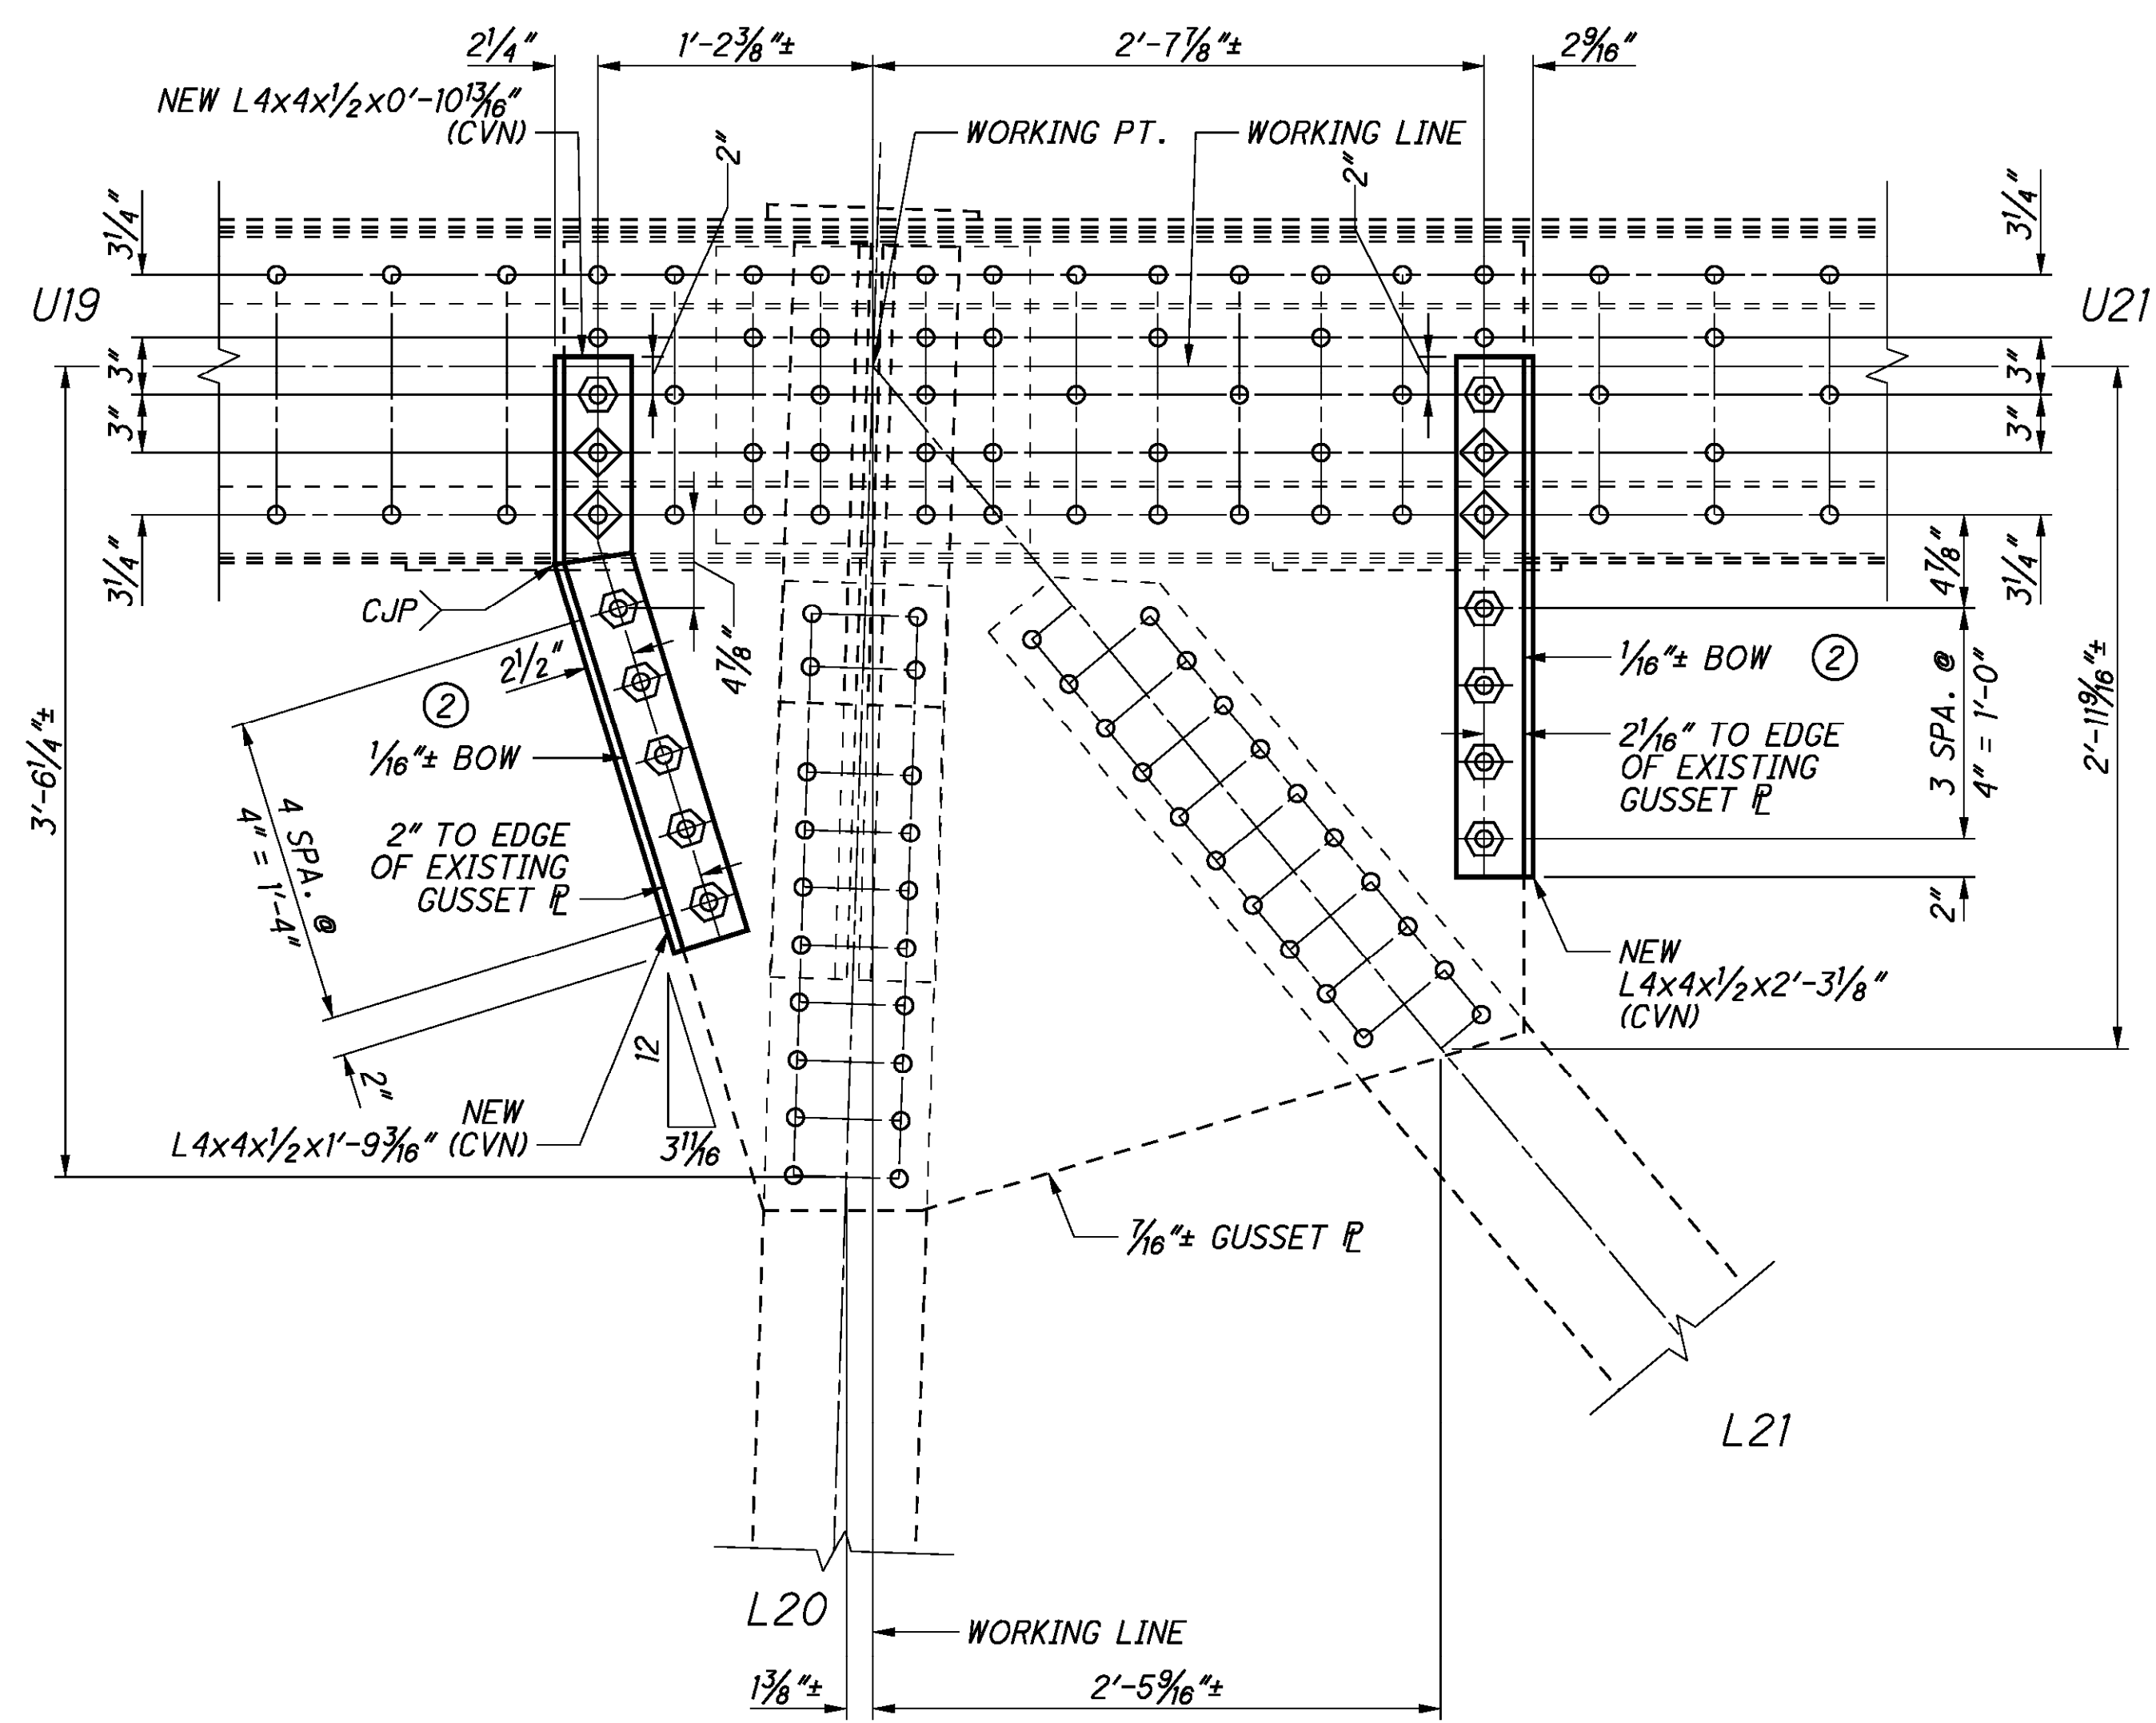 2 1/4"
1'-2 3/8"±
2'-7 7/8"±
2 9/16"
NEW L4x4x1/2x0'-10 13/16"
(CVN)
2"
WORKING PT.
WORKING LINE
2"
3 1/4"
3 1/4"
U19
U21
3"
3"
3"
3"
3 1/4"
CJP
4 7/8"
4 7/8"
3 1/4"
2 1/2"
2
1/16"± BOW
1/16"± BOW
2
3'-6 1/4"±
2'-11 9/16"±
3 SPA. @
4" = 1'-0"
2 1/16" TO EDGE
OF EXISTING
GUSSET ⅊
4 SPA. @
4" = 1'-4"
2" TO EDGE
OF EXISTING
GUSSET ⅊
2"
NEW
L4x4x1/2x2'-3 1/8"
(CVN)
12
2"
3 11/16
NEW
L4x4x1/2x1'-9 3/16" (CVN)
7/16"± GUSSET ⅊
L21
L20
WORKING LINE
1 3/8"±
2'-5 9/16"±